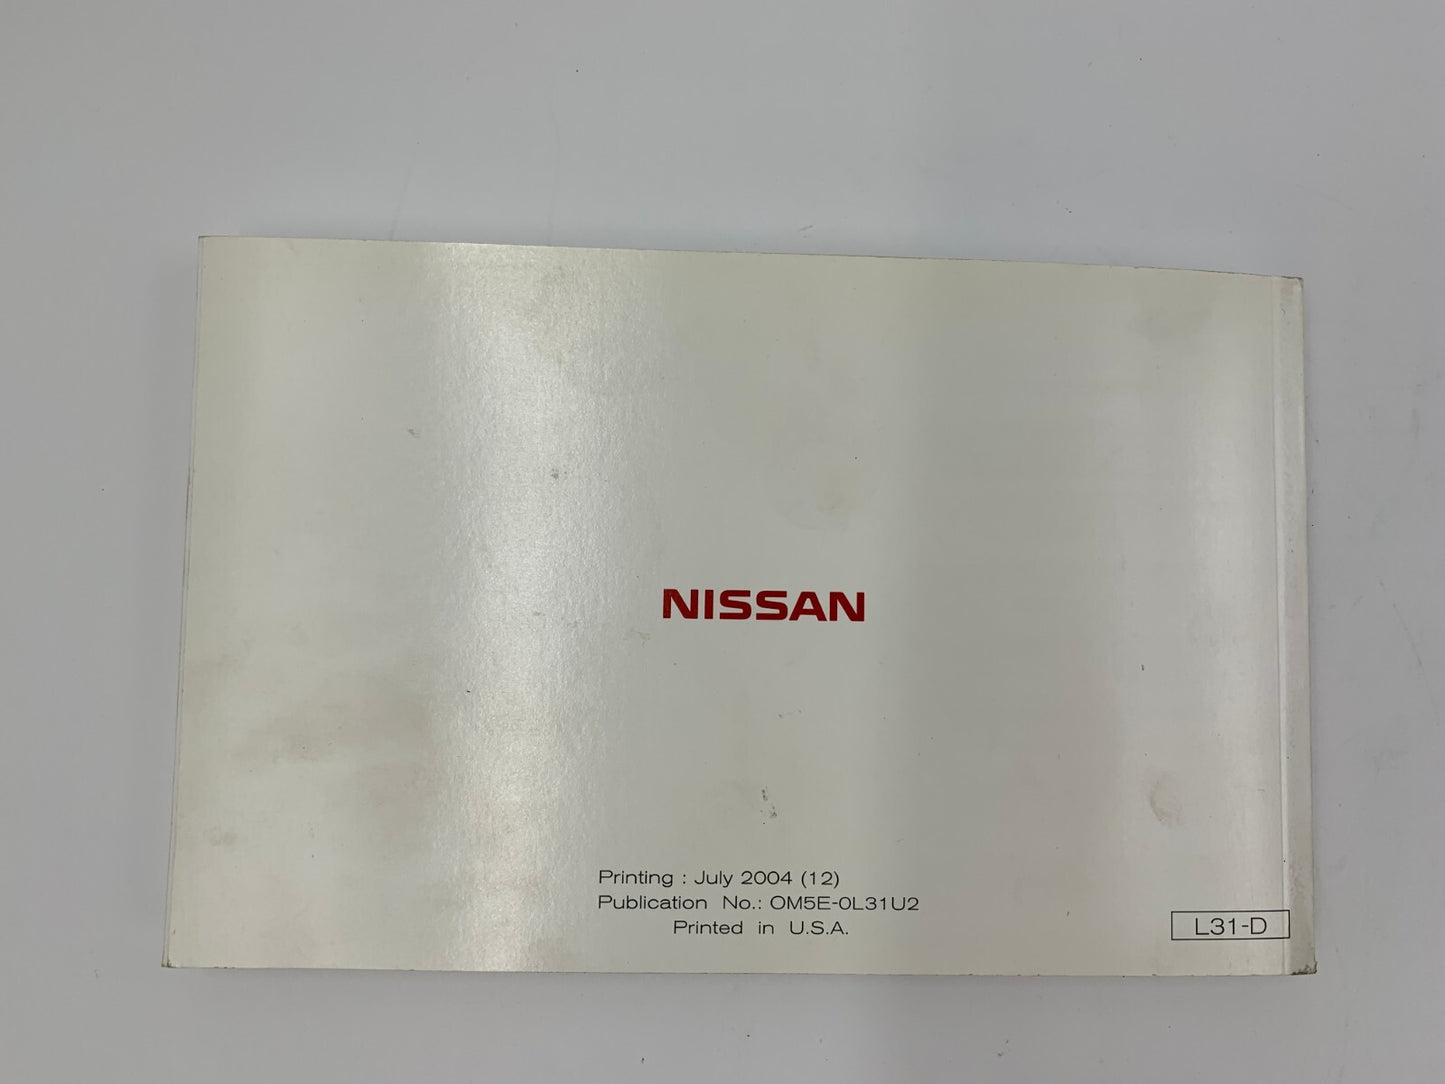 NISSAN
Printing : July 2004 (12)
Publication No.: OM5E-0L31U2
Printed in U.S.A.
L31-D